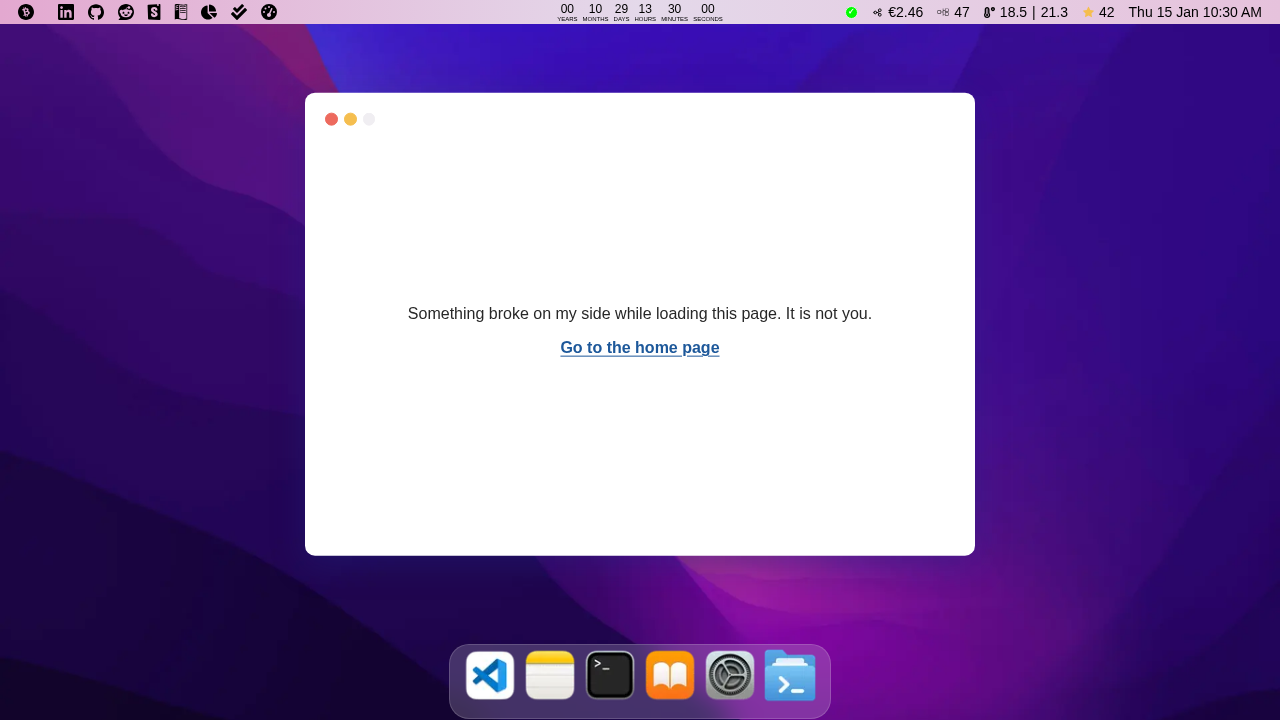 00 10 29 13 30 00
YEARS MONTHS DAYS HOURS MINUTES SECONDS
€2.46 47 18.5 | 21.3 42 Thu 15 Jan 10:30 AM
Something broke on my side while loading this page. It is not you.
Go to the home page
>_
>_